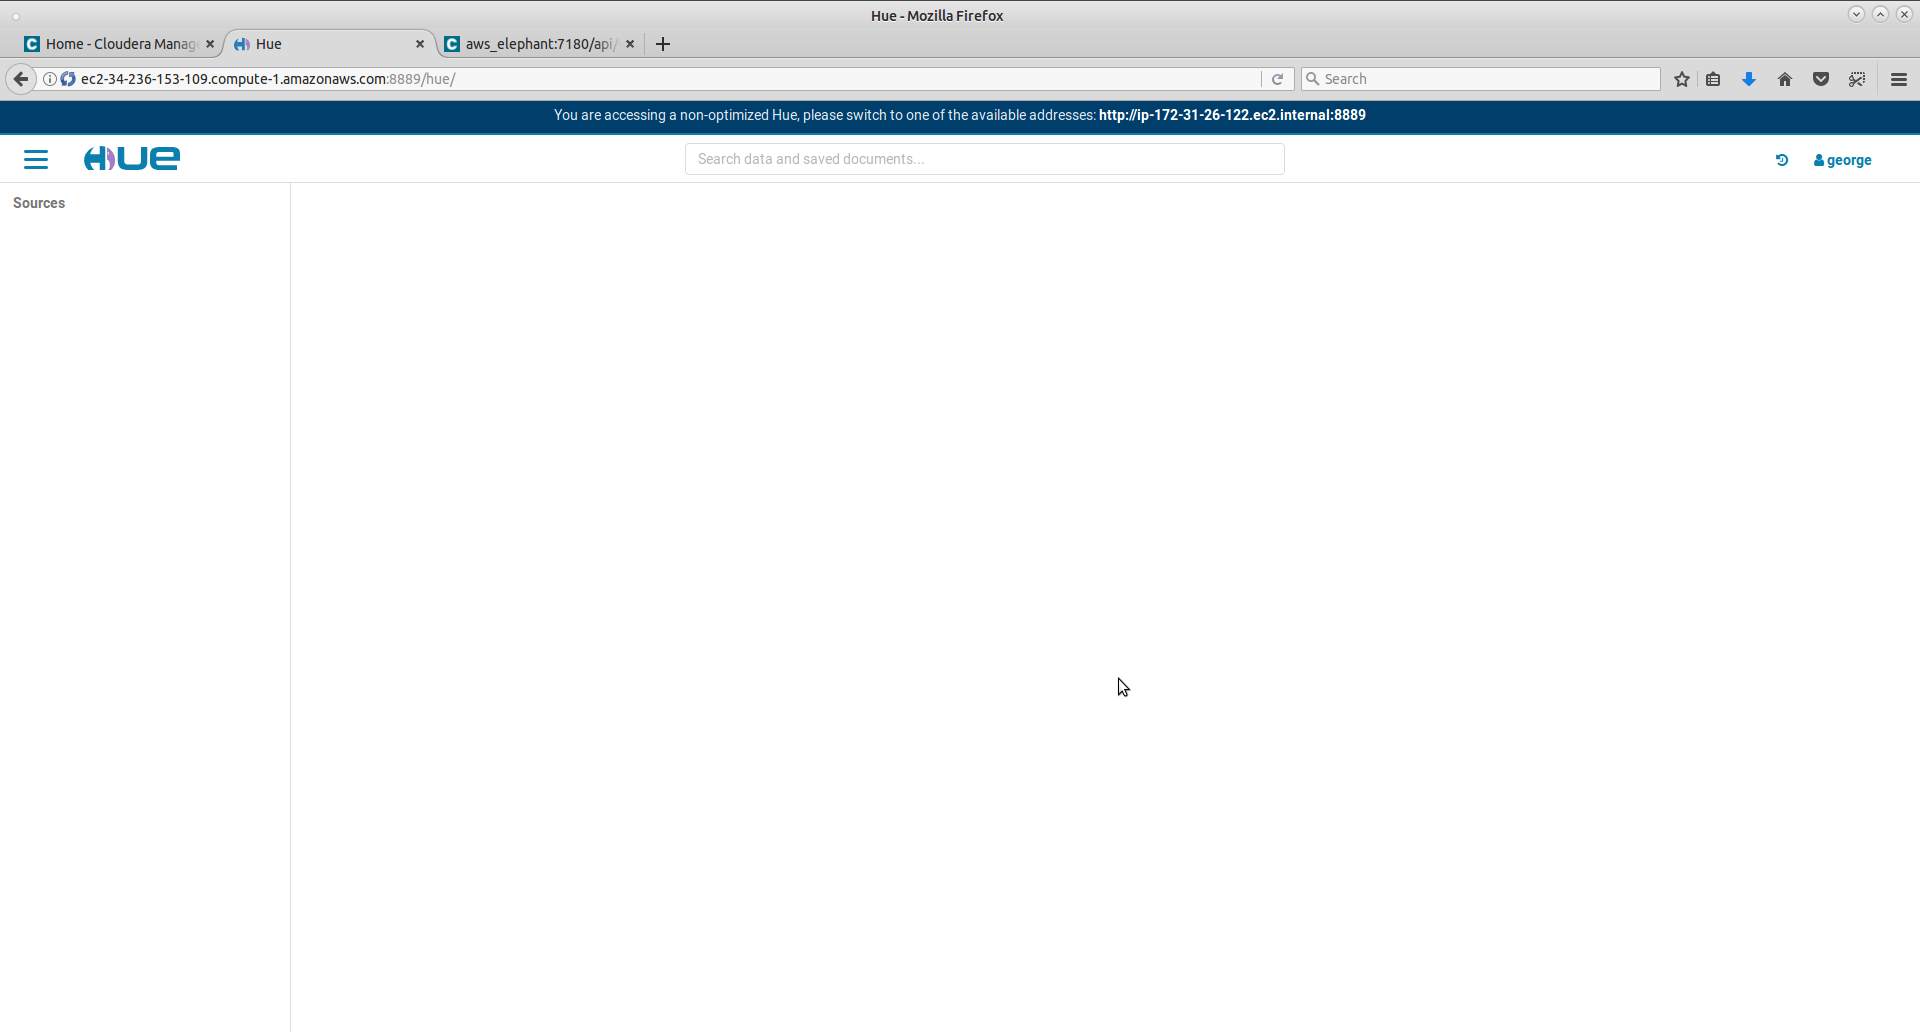 Hue - Mozilla Firefox
Home - Cloudera Manag
Hue
aws_elephant:7180/api/
ec2-34-236-153-109.compute-1.amazonaws.com:8889/hue/
Search
You are accessing a non-optimized Hue, please switch to one of the available addresses: http://ip-172-31-26-122.ec2.internal:8889
HUE
Search data and saved documents...
george
Sources